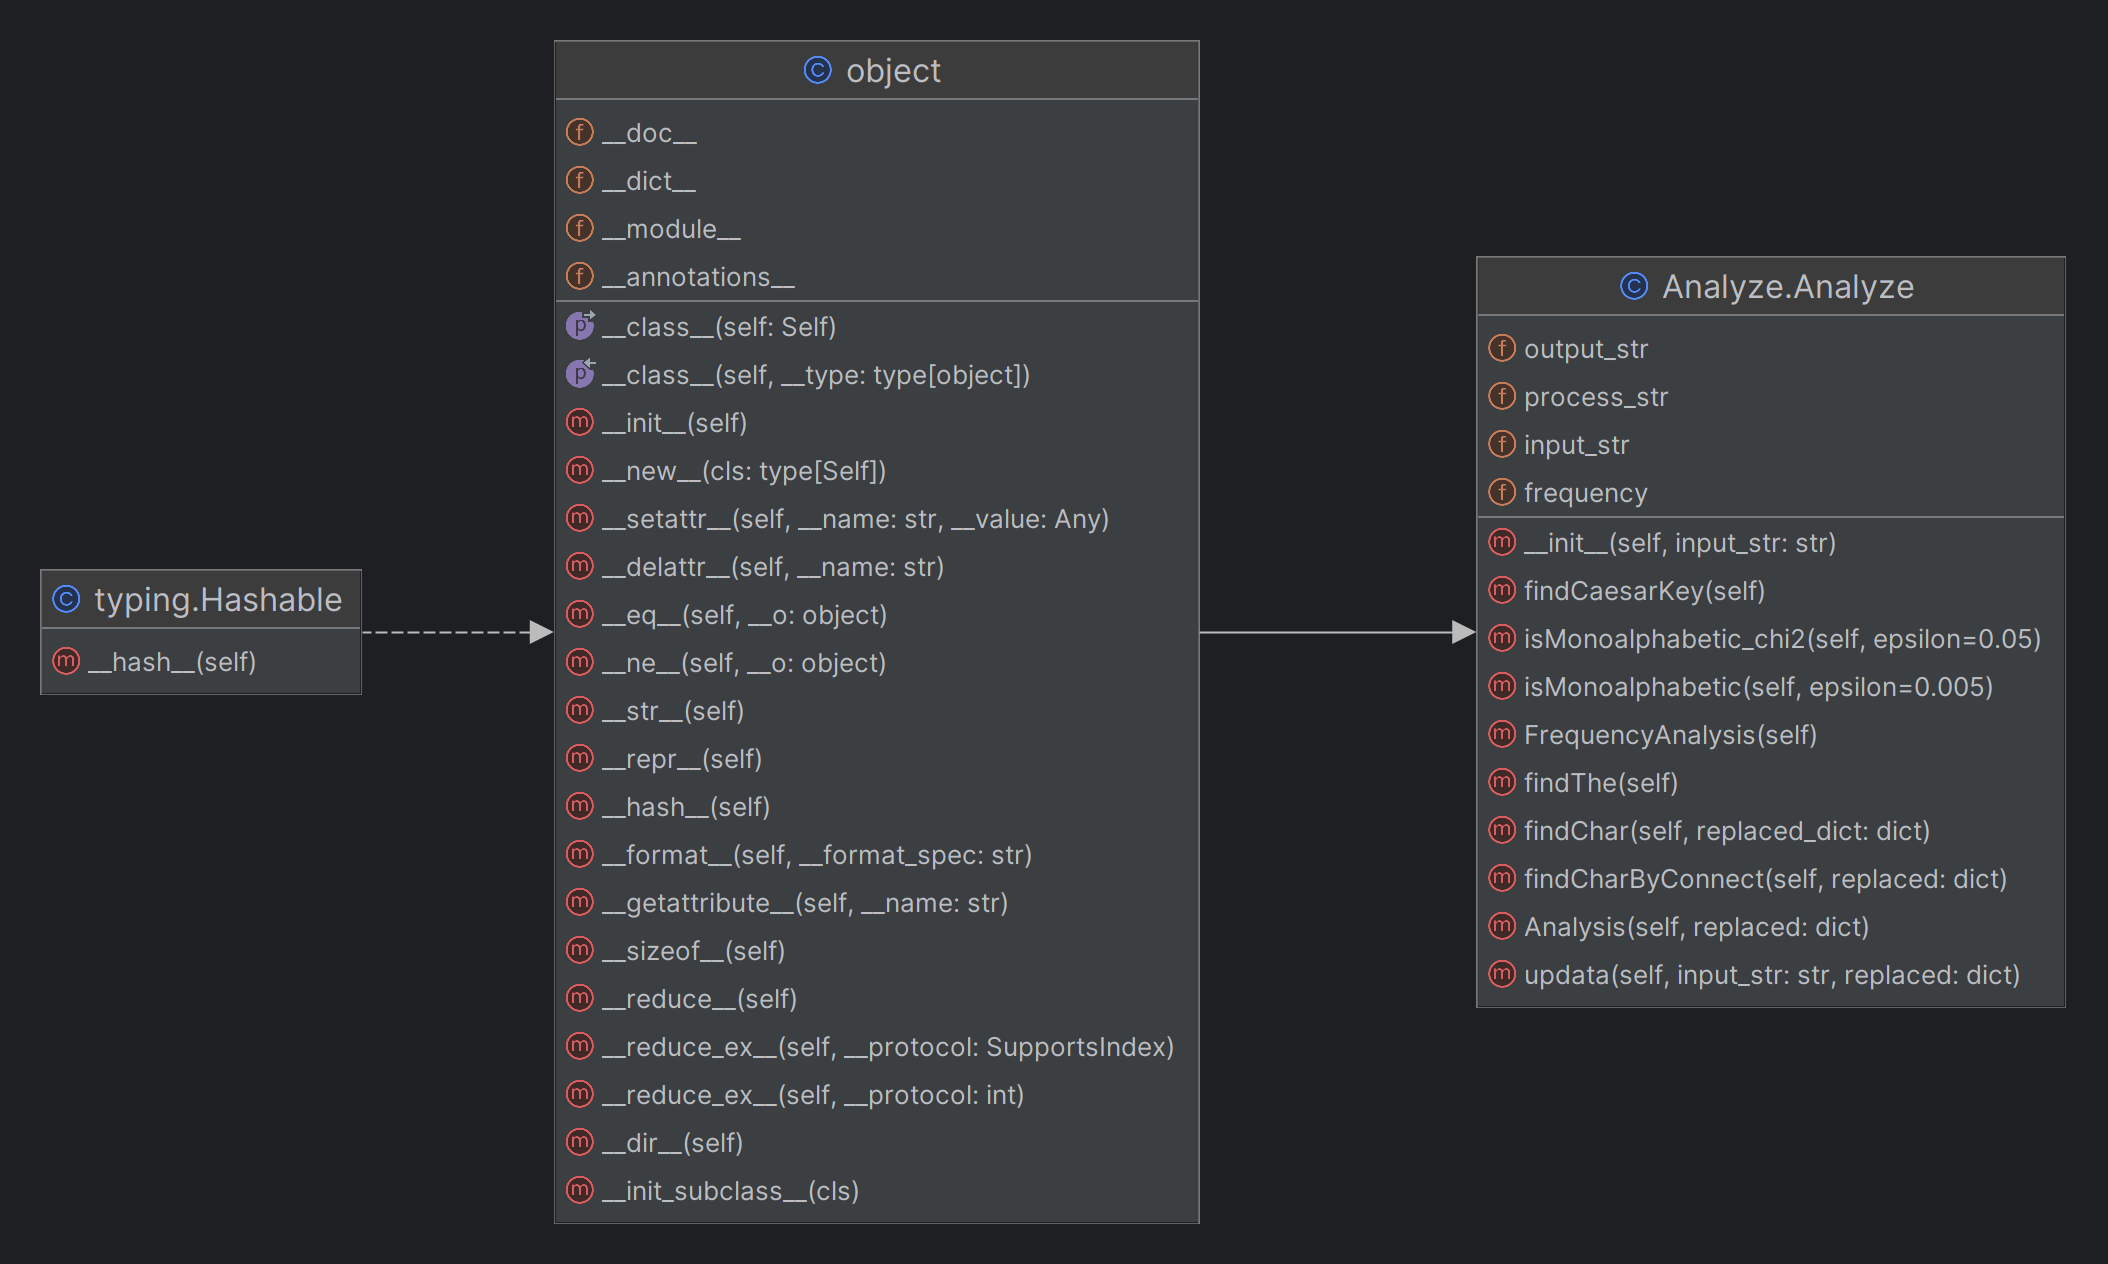 typing.Hashable
__hash__(self)
object
__doc__
__dict__
__module__
__annotations__
__class__(self: Self)
__class__(self, __type: type[object])
__init__(self)
__new__(cls: type[Self])
__setattr__(self, __name: str, __value: Any)
__delattr__(self, __name: str)
__eq__(self, __o: object)
__ne__(self, __o: object)
__str__(self)
__repr__(self)
__hash__(self)
__format__(self, __format_spec: str)
__getattribute__(self, __name: str)
__sizeof__(self)
__reduce__(self)
__reduce_ex__(self, __protocol: SupportsIndex)
__reduce_ex__(self, __protocol: int)
__dir__(self)
__init_subclass__(cls)
Analyze.Analyze
output_str
process_str
input_str
frequency
__init__(self, input_str: str)
findCaesarKey(self)
isMonoalphabetic_chi2(self, epsilon=0.05)
isMonoalphabetic(self, epsilon=0.005)
FrequencyAnalysis(self)
findThe(self)
findChar(self, replaced_dict: dict)
findCharByConnect(self, replaced: dict)
Analysis(self, replaced: dict)
updata(self, input_str: str, replaced: dict)